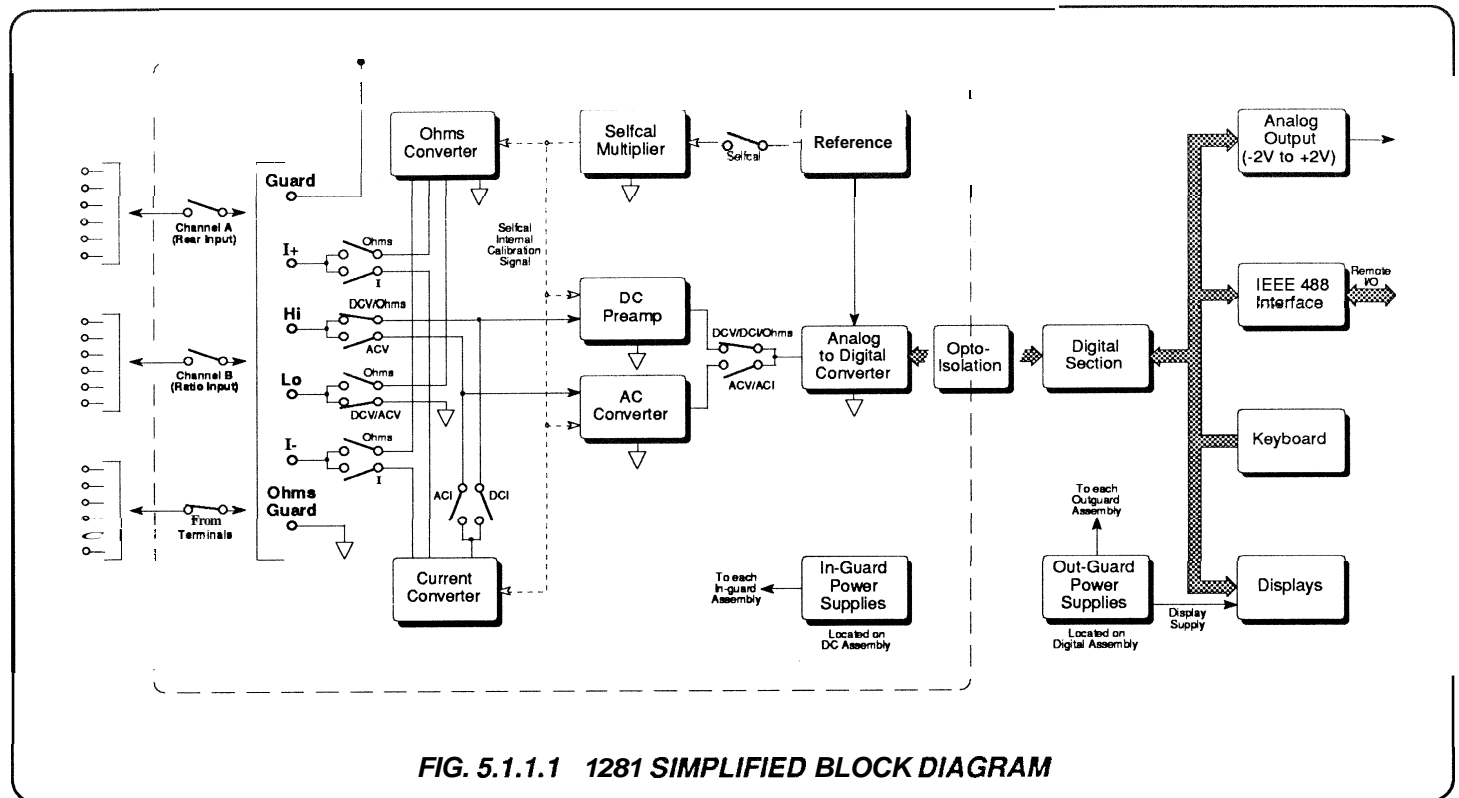 Ohms
Converter
Selfcal
Multiplier
Selfcal
Reference
Analog
Output
(-2V to +2V)
Guard
Channel A
(Rear Input)
Selfcal
Internal
Calibration
Signal
I+
Ohms
I
DC
Preamp
IEEE 488
Interface
Remote
I/O
Hi
DCV/Ohms
ACV
DCV/DCI/Ohms
ACV/ACI
Analog
to Digital
Converter
Opto-
Isolation
Digital
Section
Channel B
(Ratio Input)
Lo
Ohms
DCV/ACV
AC
Converter
I-
Ohms
I
Keyboard
ACI
DCI
Ohms
Guard
From
Terminals
To each
Outguard
Assembly
Current
Converter
To each
In-guard
Assembly
In-Guard
Power
Supplies
Located on
DC Assembly
Out-Guard
Power
Supplies
Located on
Digital Assembly
Display
Supply
Displays
FIG. 5.1.1.1 1281 SIMPLIFIED BLOCK DIAGRAM